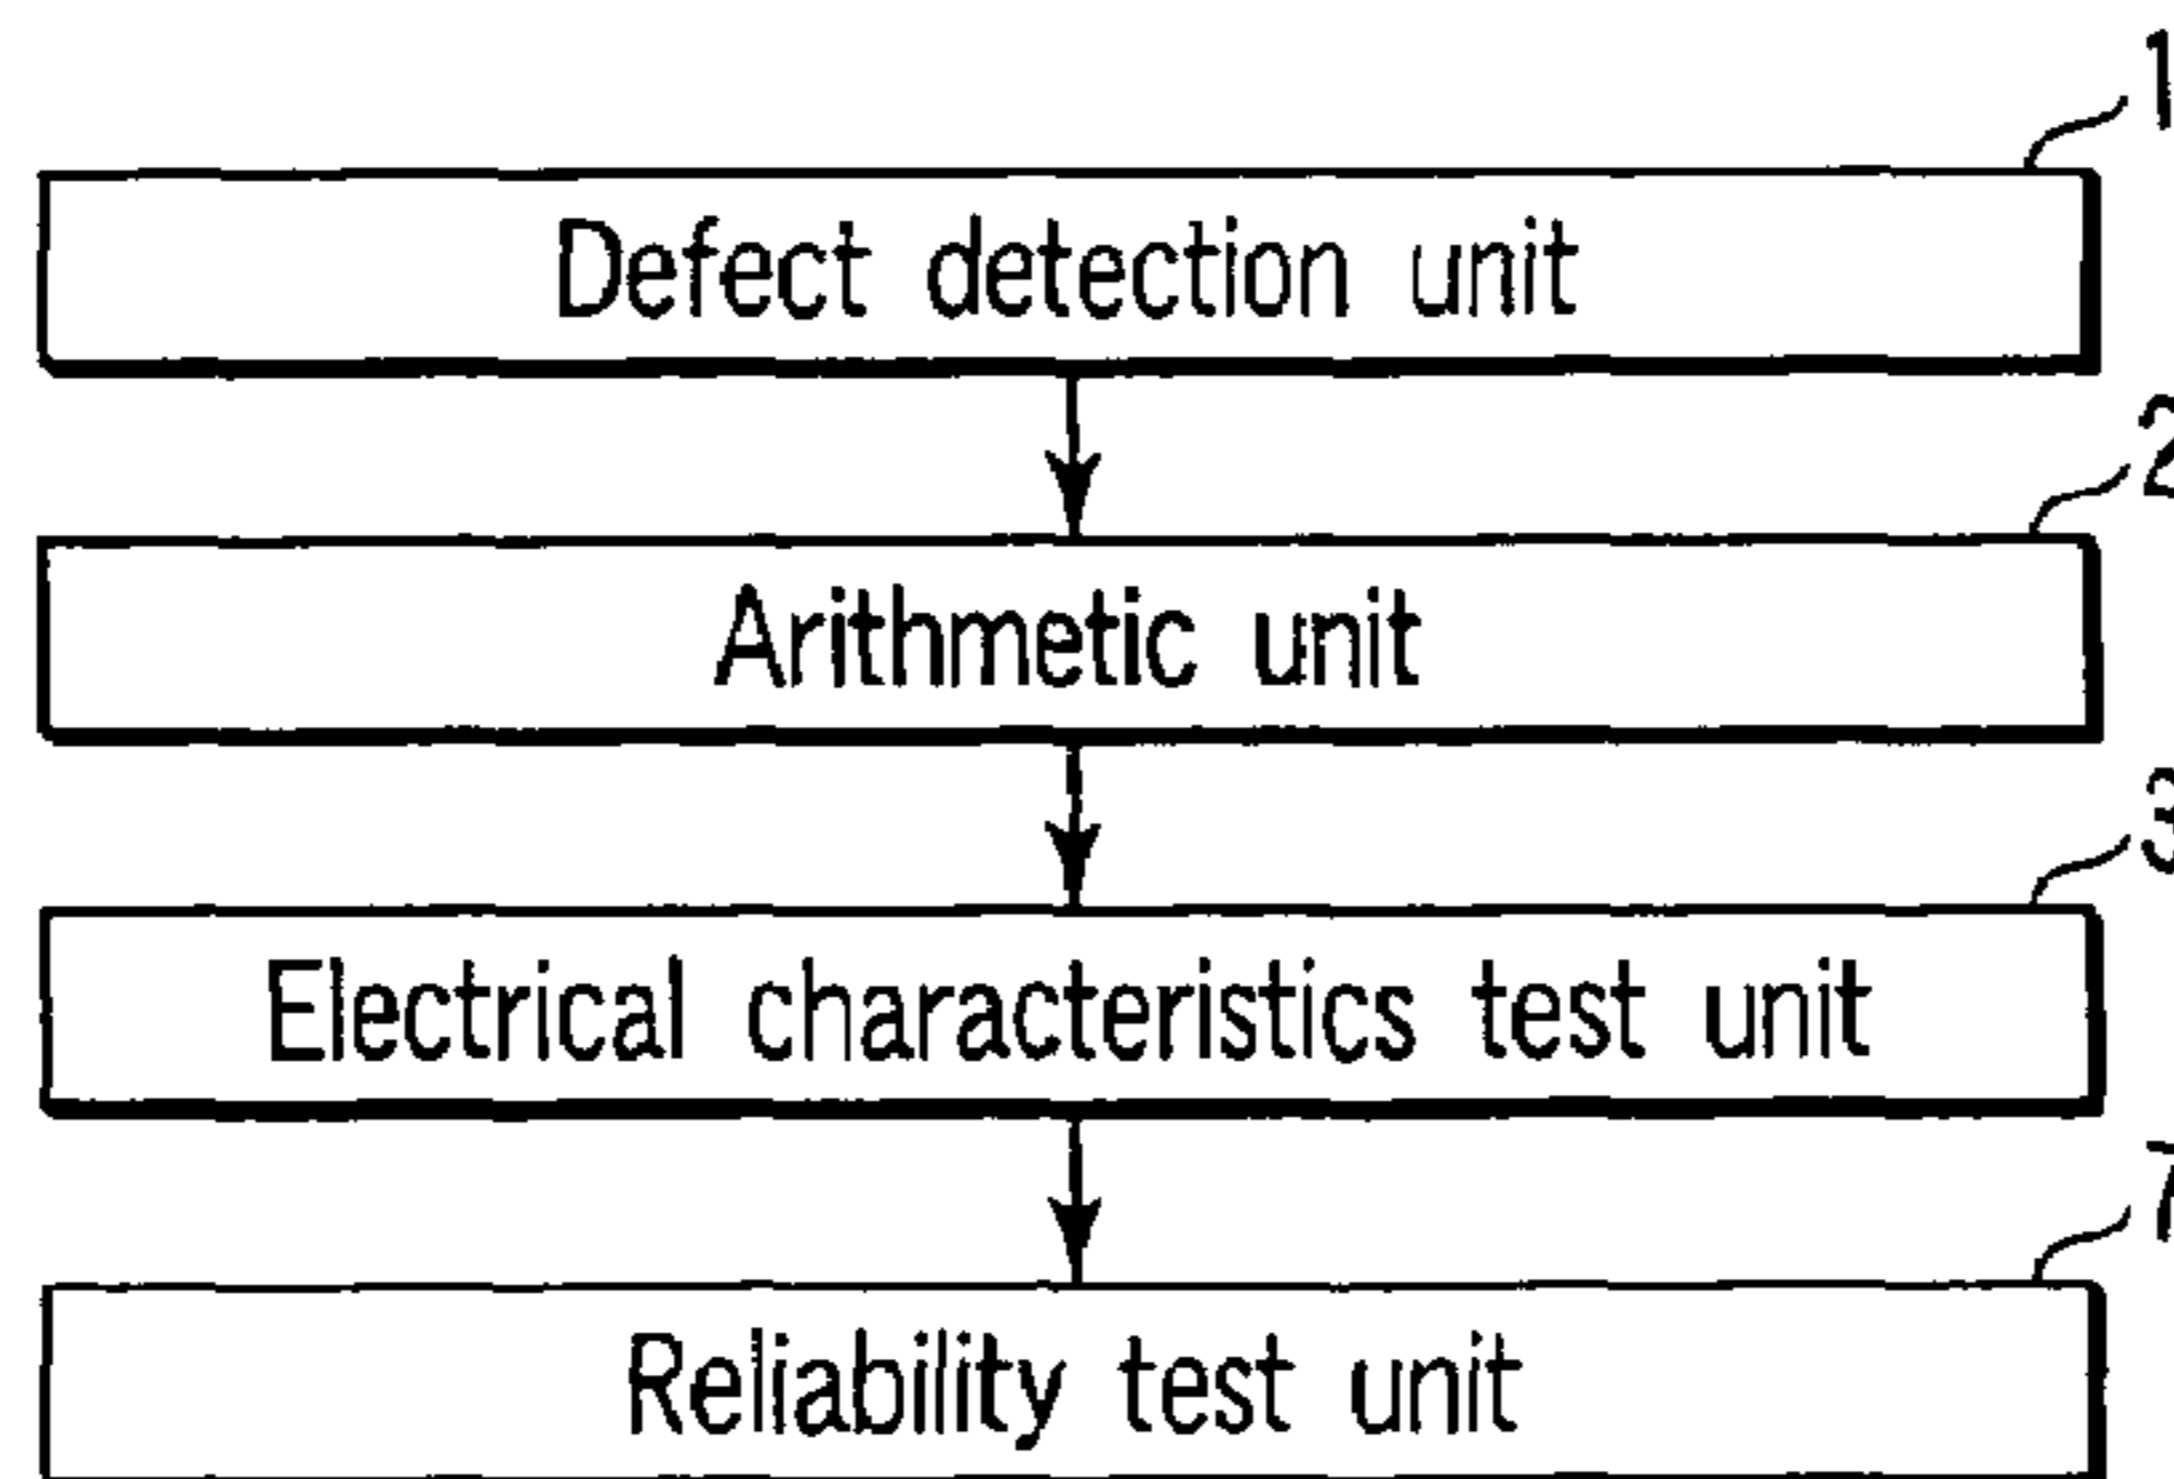 1
Defect detection unit
2
Arithmetic unit
3
Electrical characteristics test unit
7
Reliability test unit